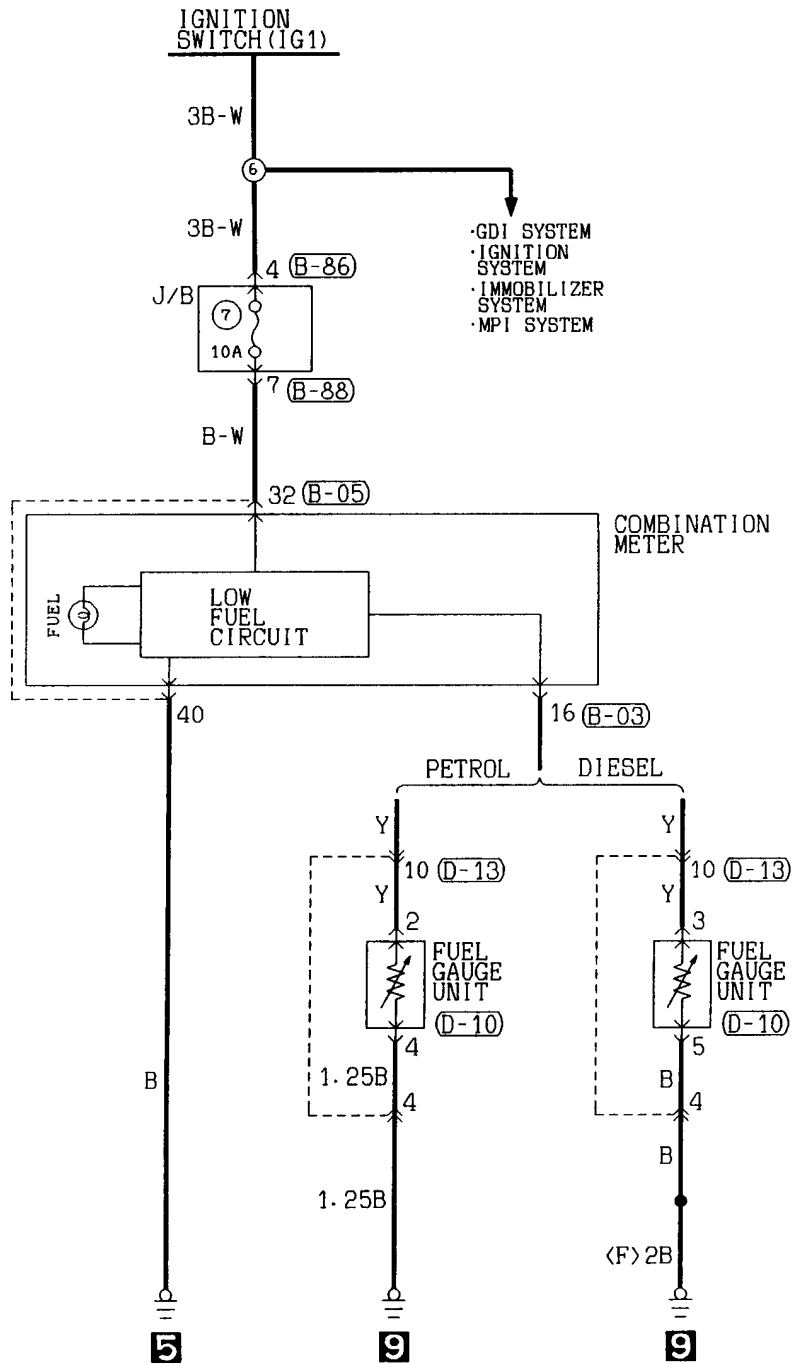 IGNITION
SWITCH(IG1)
3B-W
6
3B-W
·GDI SYSTEM
·IGNITION
SYSTEM
·IMMOBILIZER
SYSTEM
·MPI SYSTEM
4 (B-86)
J/B
7
10A
7 (B-88)
B-W
32 (B-05)
COMBINATION
METER
FUEL
LOW
FUEL
CIRCUIT
40
16 (B-03)
PETROL DIESEL
Y Y
10 (D-13) 10 (D-13)
Y Y
2 3
FUEL
GAUGE
UNIT
(D-10)
FUEL
GAUGE
UNIT
(D-10)
4 5
B
1.25B B
4 4
B
1.25B
<F>2B
5 9 9